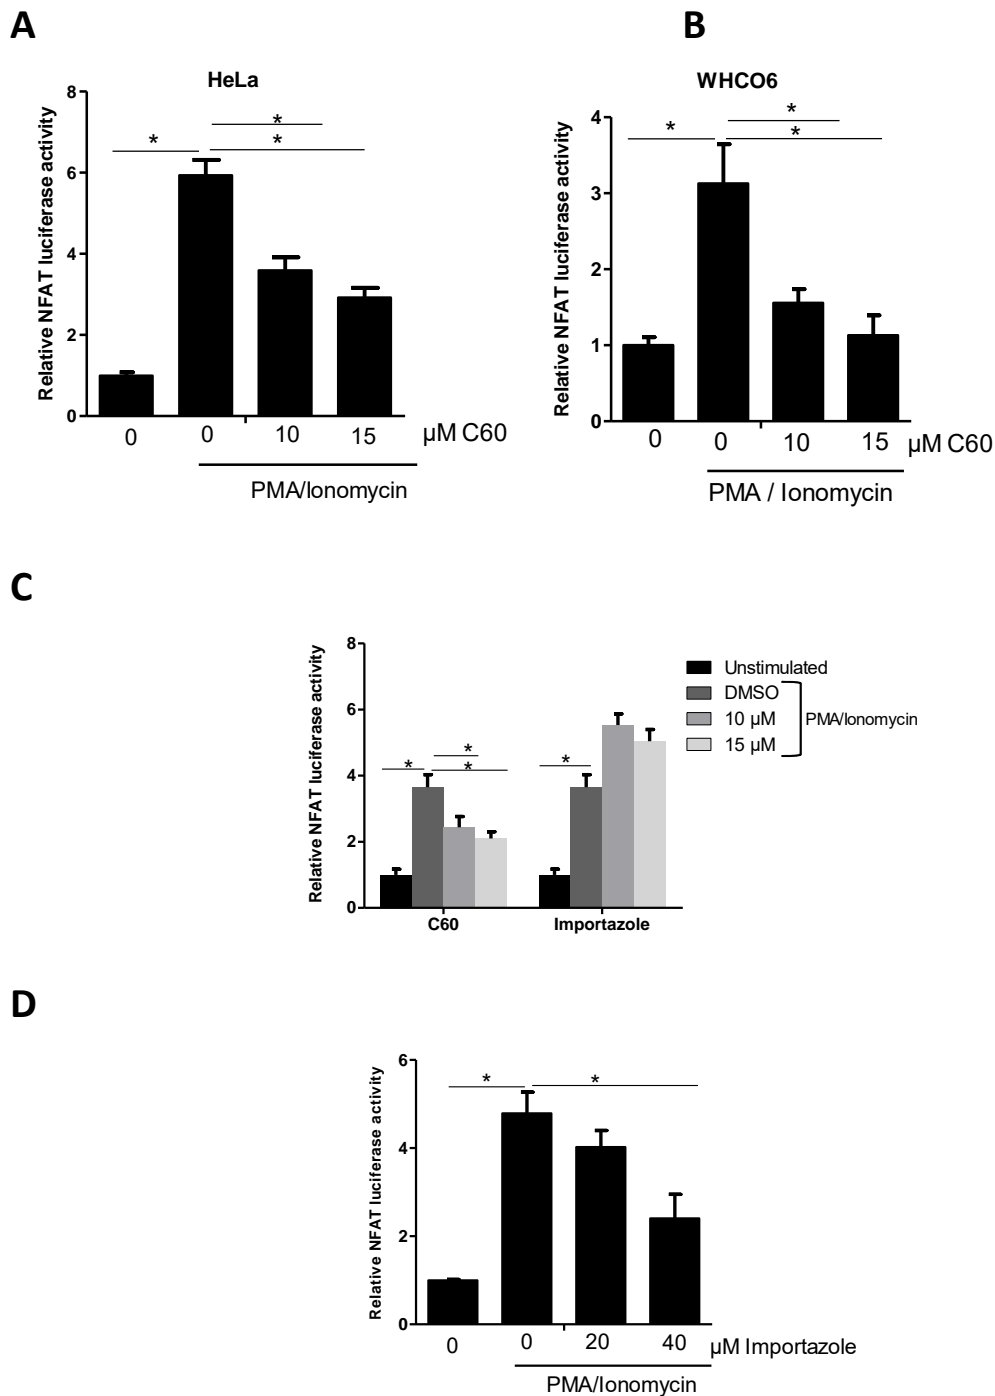 A
B
HeLa
WHCO6
Relative NFAT luciferase activity
8
6
4
2
0
*
*
*
0
0
10
15
µM C60
PMA/Ionomycin
Relative NFAT luciferase activity
4
3
2
1
0
*
*
*
0
0
10
15
µM C60
PMA / Ionomycin
C
Relative NFAT luciferase activity
8
6
4
2
0
*
*
*
*
C60
Importazole
Unstimulated
DMSO
10 µM
15 µM
PMA/Ionomycin
D
Relative NFAT luciferase activity
6
4
2
0
*
*
0
0
20
40
µM Importazole
PMA/Ionomycin